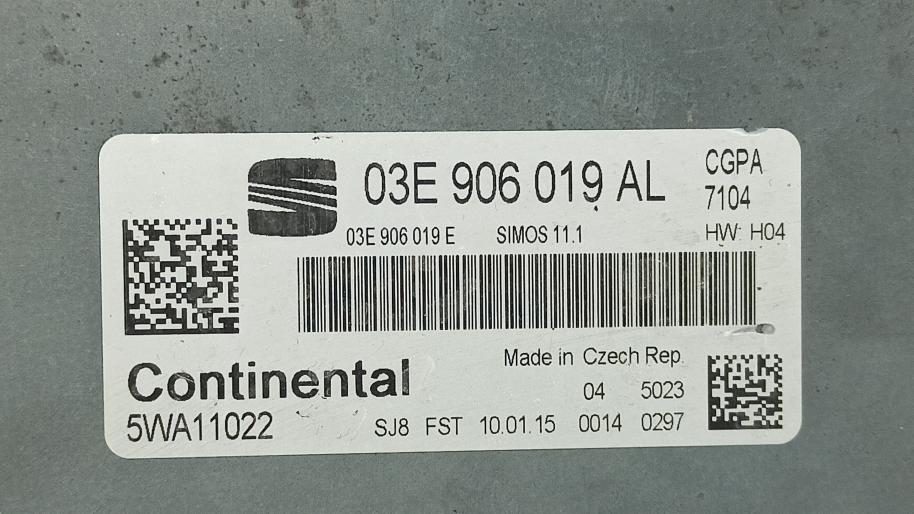 03E 906 019 AL
CGPA
7104
03E 906 019 E SIMOS 11.1
HW: H04
Made in Czech Rep.
Continental
04 5023
5WA11022
SJ8 FST 10.01.15 0014 0297